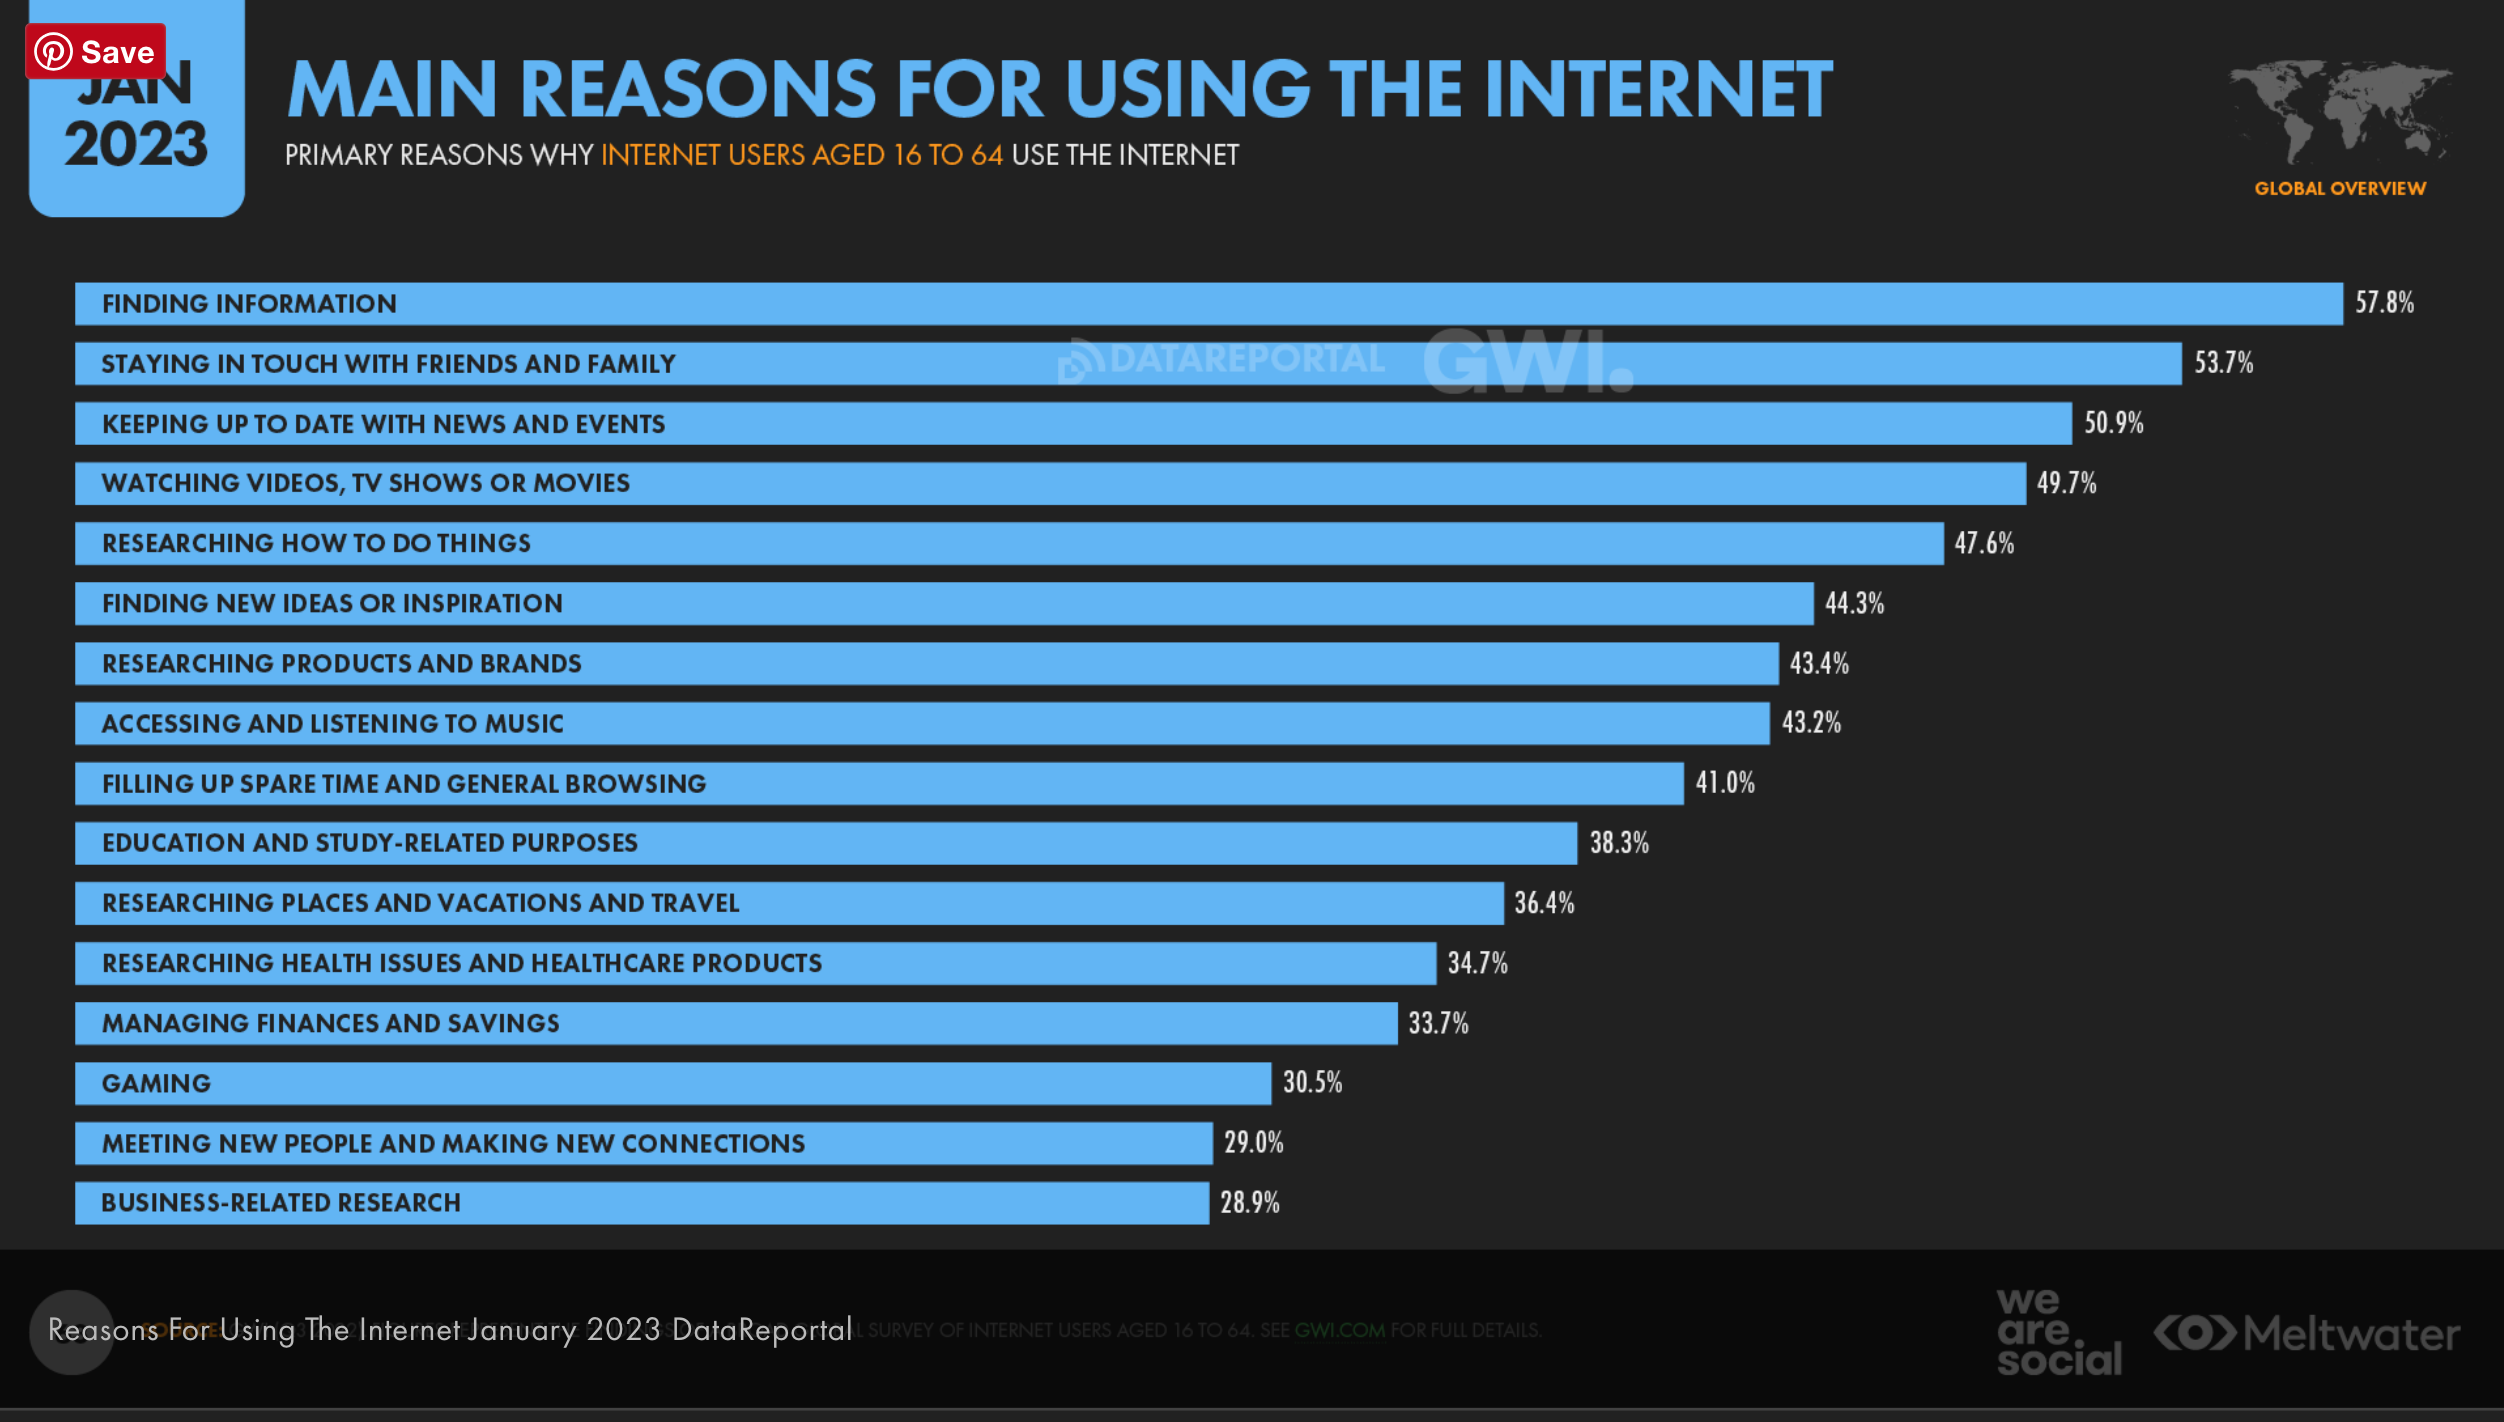 Save
JAN
2023
MAIN REASONS FOR USING THE INTERNET
PRIMARY REASONS WHY INTERNET USERS AGED 16 TO 64 USE THE INTERNET
GLOBAL OVERVIEW
FINDING INFORMATION 57.8%
DATAREPORTAL GWI.
STAYING IN TOUCH WITH FRIENDS AND FAMILY 53.7%
KEEPING UP TO DATE WITH NEWS AND EVENTS 50.9%
WATCHING VIDEOS, TV SHOWS OR MOVIES 49.7%
RESEARCHING HOW TO DO THINGS 47.6%
FINDING NEW IDEAS OR INSPIRATION 44.3%
RESEARCHING PRODUCTS AND BRANDS 43.4%
ACCESSING AND LISTENING TO MUSIC 43.2%
FILLING UP SPARE TIME AND GENERAL BROWSING 41.0%
EDUCATION AND STUDY-RELATED PURPOSES 38.3%
RESEARCHING PLACES AND VACATIONS AND TRAVEL 36.4%
RESEARCHING HEALTH ISSUES AND HEALTHCARE PRODUCTS 34.7%
MANAGING FINANCES AND SAVINGS 33.7%
GAMING 30.5%
MEETING NEW PEOPLE AND MAKING NEW CONNECTIONS 29.0%
BUSINESS-RELATED RESEARCH 28.9%
Reasons For Using The Internet January 2023 DataReportal
SURVEY OF INTERNET USERS AGED 16 TO 64. SEE GWI.COM FOR FULL DETAILS.
we
are
social
Meltwater